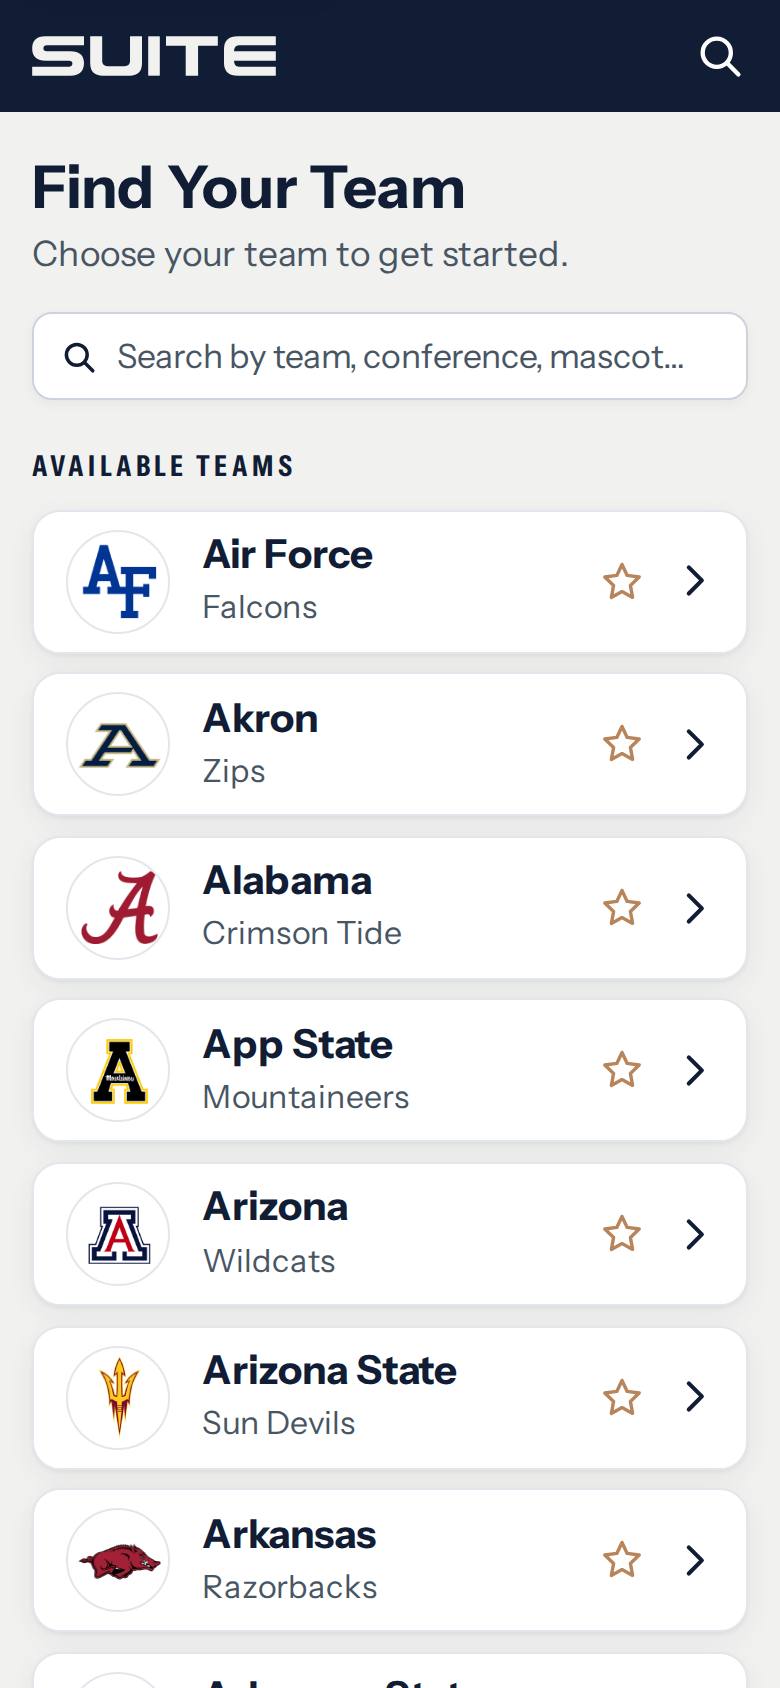 SUITE
Find Your Team
Choose your team to get started.
Search by team, conference, mascot...
AVAILABLE TEAMS
AF
Air Force
Falcons
A
Akron
Zips
A
Alabama
Crimson Tide
A
App State
Mountaineers
A
Arizona
Wildcats
Arizona State
Sun Devils
Arkansas
Razorbacks